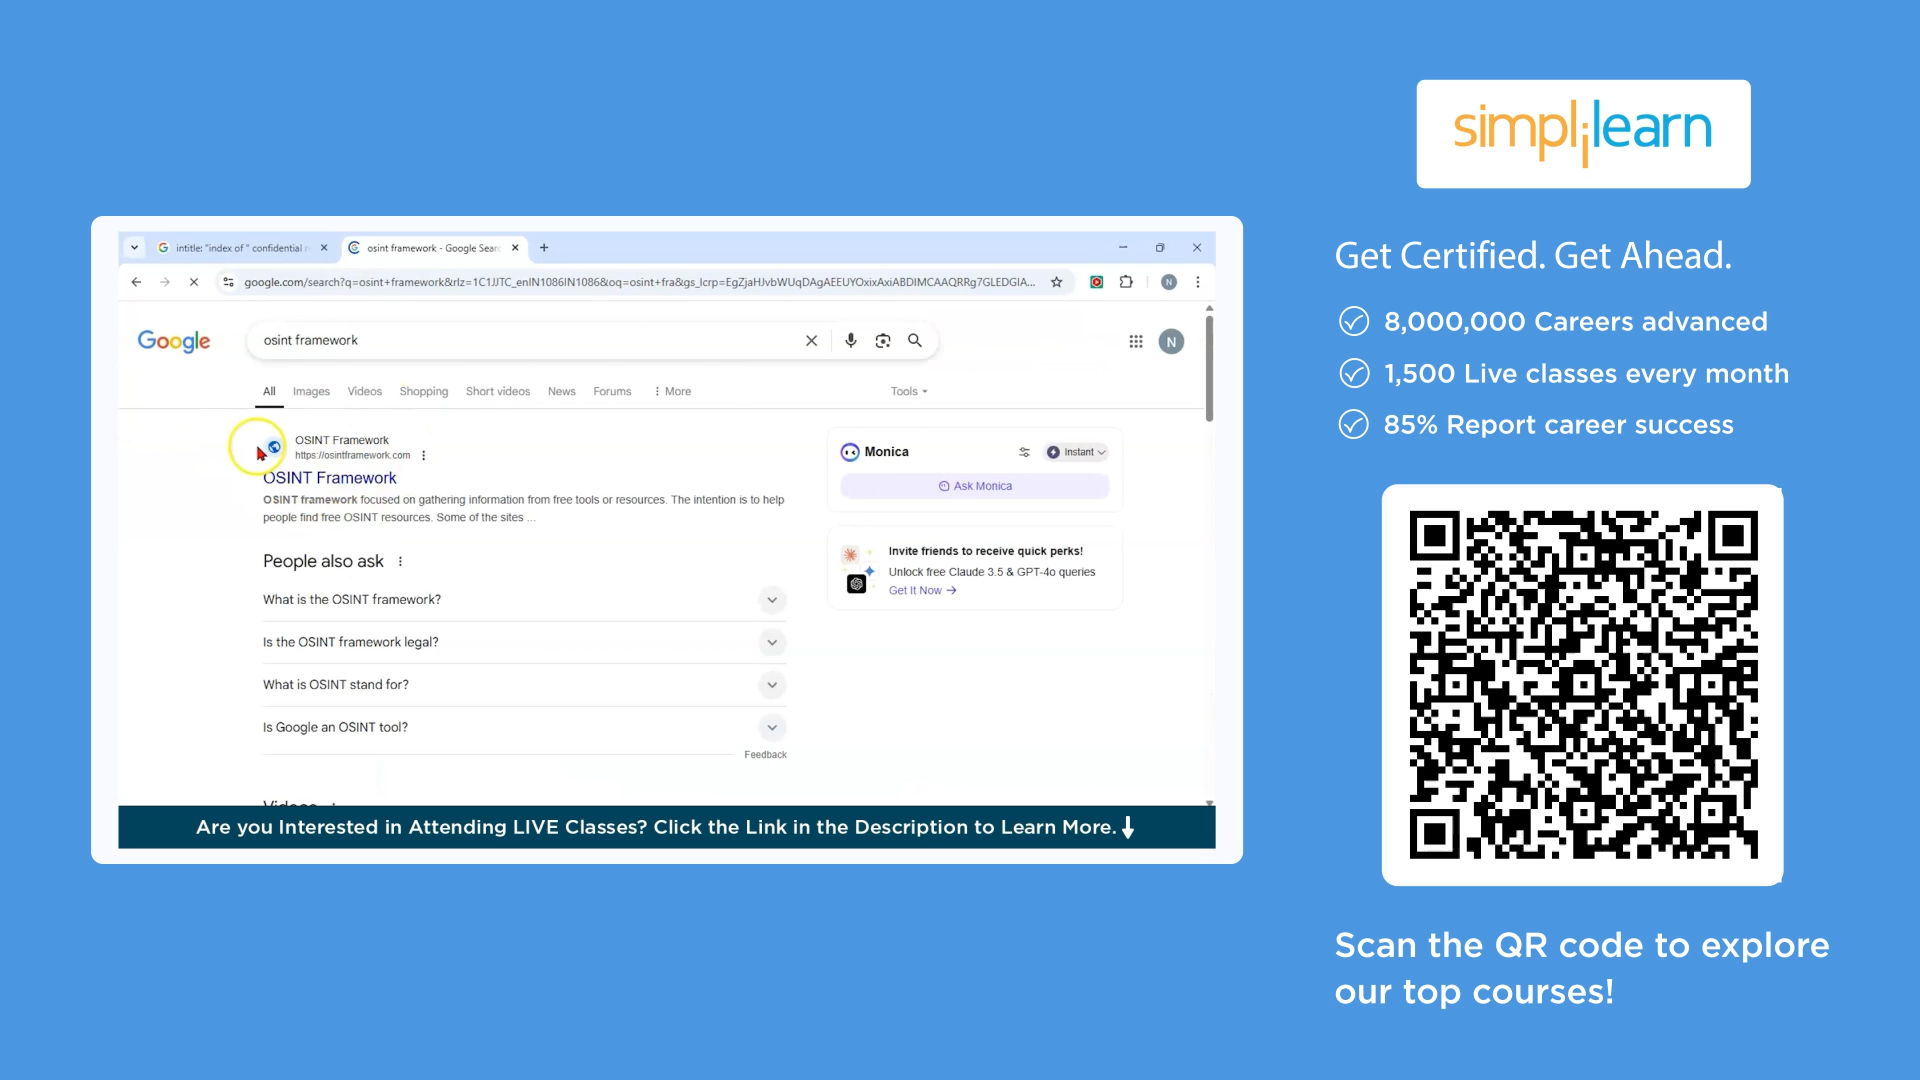 simplilearn
Get Certified. Get Ahead.
8,000,000 Careers advanced
1,500 Live classes every month
85% Report career success
Scan the QR code to explore
our top courses!
intitle: "index of " confidential
osint framework - Google Sear
google.com/search?q=osint+framework&rlz=1C1JJTC_enIN1086IN1086&oq=osint+fra&gs_lcrp=EgZjaHJvbWUqDAgAEEUYOxixAxiABDIMCAAQRRg7GLEDGIA...
N
Google
osint framework
N
All Images Videos Shopping Short videos News Forums More Tools
OSINT Framework
https://osintframework.com
OSINT Framework
OSINT framework focused on gathering information from free tools or resources. The intention is to help
people find free OSINT resources. Some of the sites ...
People also ask
What is the OSINT framework?
Is the OSINT framework legal?
What is OSINT stand for?
Is Google an OSINT tool?
Feedback
Videos
Monica
Instant
Ask Monica
Invite friends to receive quick perks!
Unlock free Claude 3.5 & GPT-4o queries
Get It Now →
Are you Interested in Attending LIVE Classes? Click the Link in the Description to Learn More.